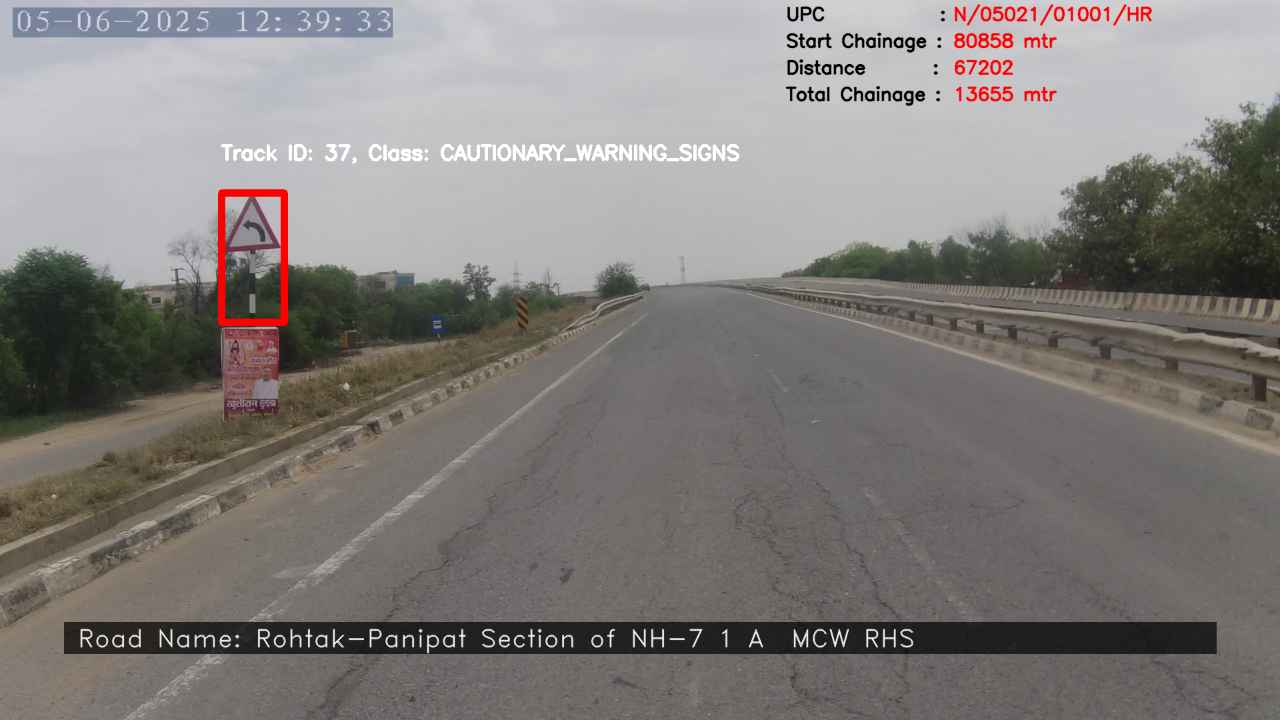 05-06-2025 12:39:33
UPC : N/05021/01001/HR
Start Chainage : 80858 mtr
Distance : 67202
Total Chainage : 13655 mtr
Track ID: 37, Class: CAUTIONARY_WARNING_SIGNS
Road Name: Rohtak-Panipat Section of NH-7 1 A MCW RHS